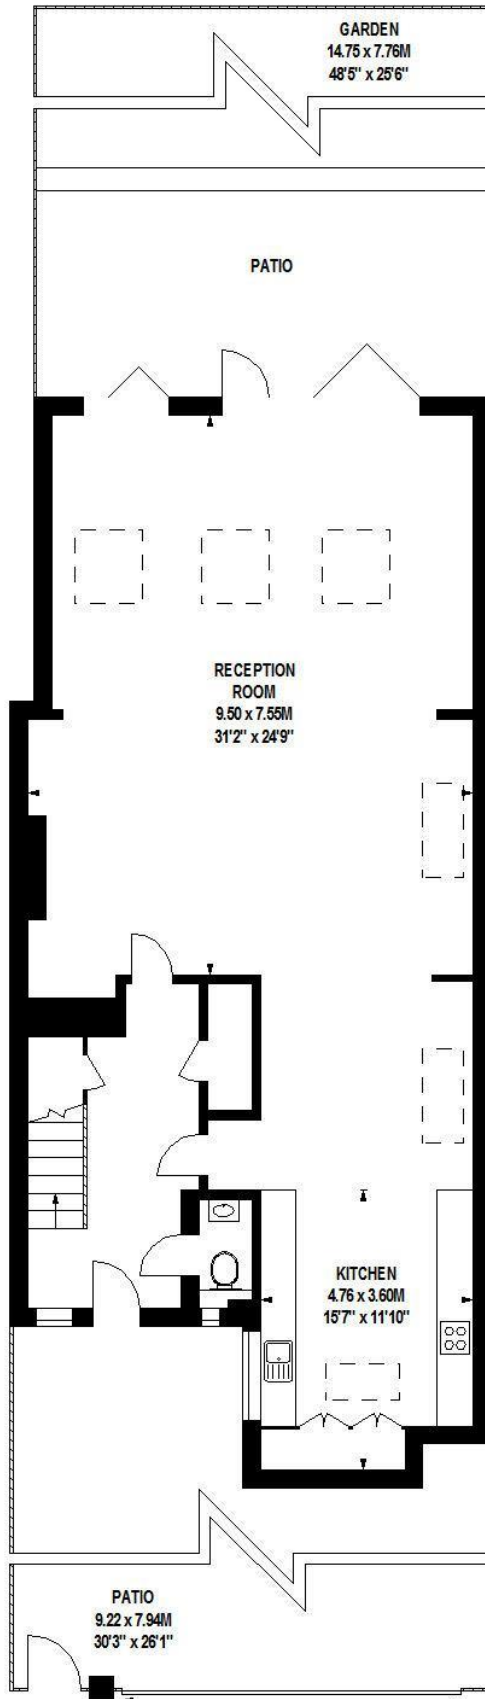 GARDEN
14.75 x 7.76M
48'5" x 25'6"
PATIO
RECEPTION
ROOM
9.50 x 7.55M
31'2" x 24'9"
KITCHEN
4.76 x 3.60M
15'7" x 11'10"
PATIO
9.22 x 7.94M
30'3" x 26'1"